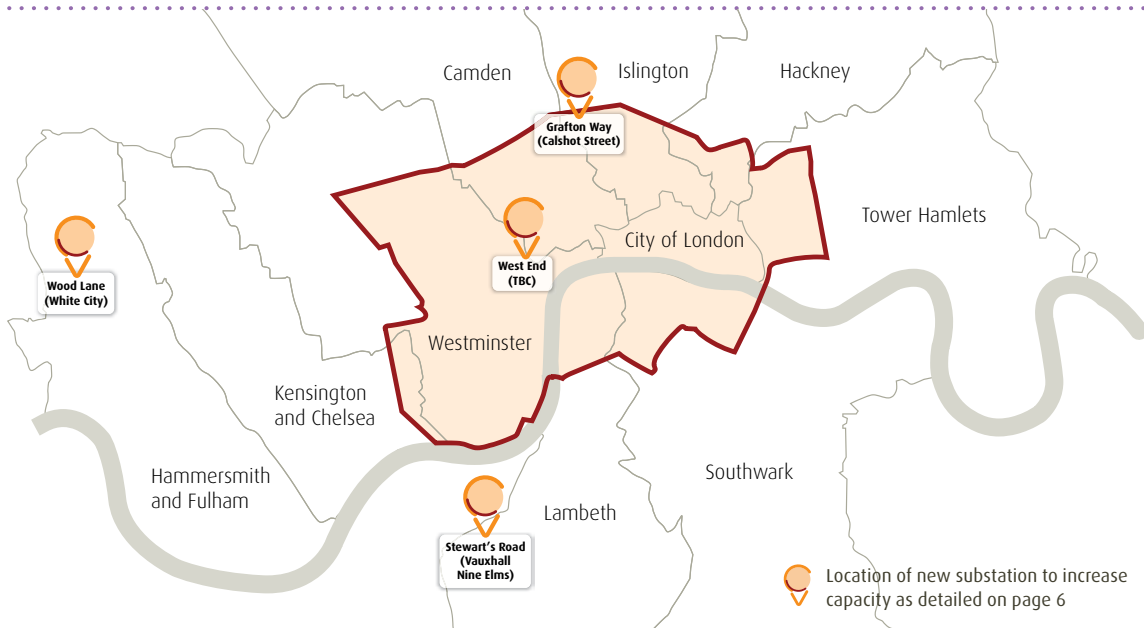 Camden
Islington
Hackney
Grafton Way
(Calshot Street)
Tower Hamlets
City of London
Wood Lane
(White City)
West End
(TBC)
Westminster
Kensington
and Chelsea
Hammersmith
and Fulham
Southwark
Lambeth
Stewart's Road
(Vauxhall
Nine Elms)
Location of new substation to increase
capacity as detailed on page 6